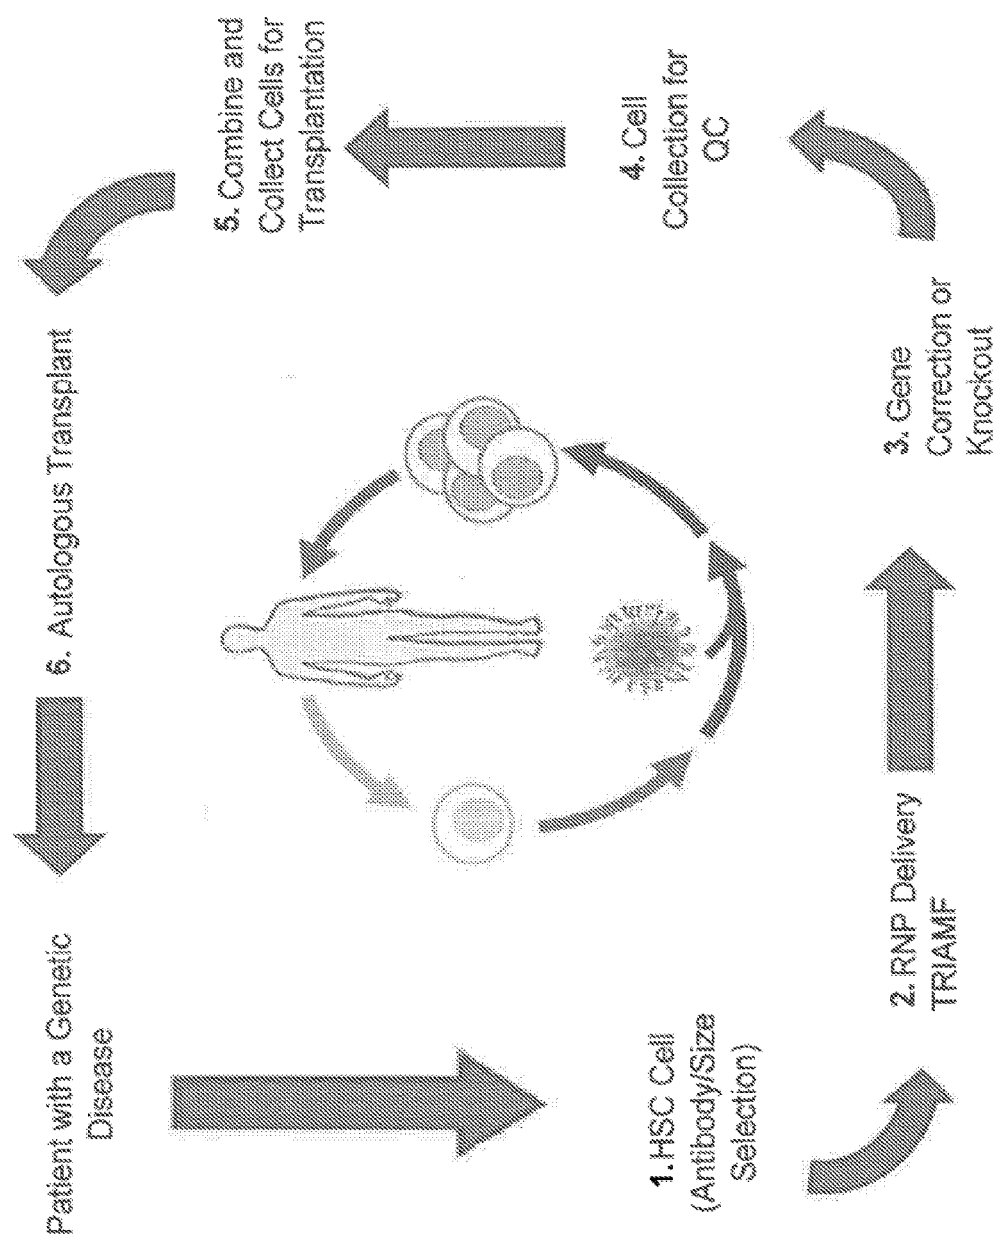 Patient with a Genetic
Disease
1. HSC Cell
(Antibody/Size
Selection)
2. RNP Delivery
TRIAMF
3. Gene
Correction or
Knockout
4. Cell
Collection for
QC
5. Combine and
Collect Cells for
Transplantation
6. Autologous Transplant